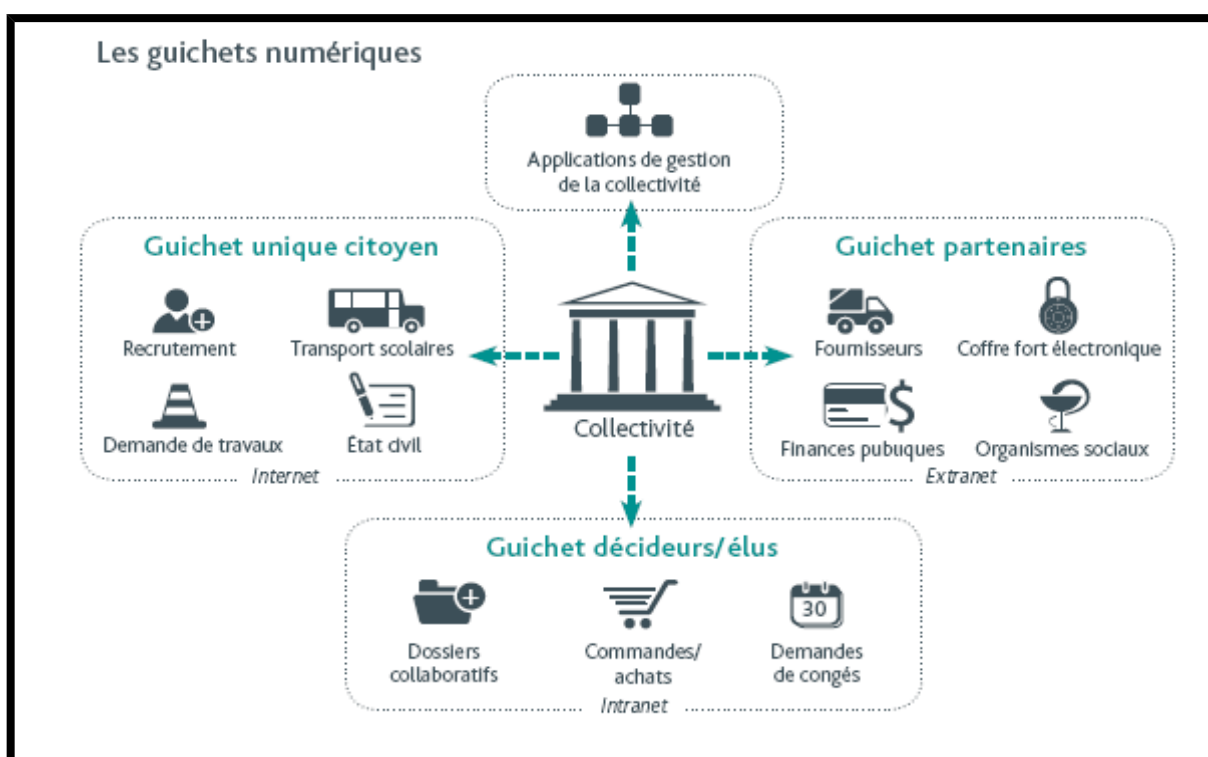 Les guichets numériques
Applications de gestion
de la collectivité
Guichet unique citoyen
Recrutement
Transport scolaires
Demande de travaux
État civil
Internet
Collectivité
Guichet partenaires
Fournisseurs
Coffre fort électronique
Finances pubuques
Organismes sociaux
Extranet
Guichet décideurs/élus
30
Dossiers
collaboratifs
Commandes/
achats
Demandes
de congés
Intranet